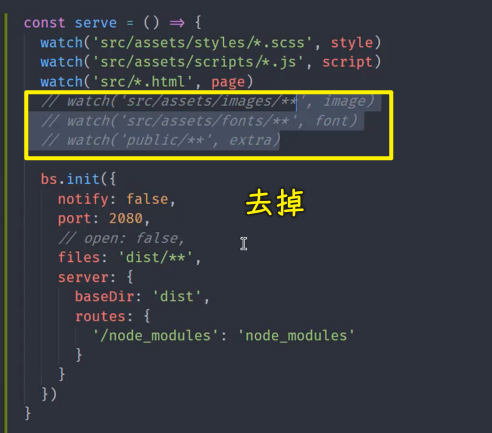 const serve = () => {
watch('src/assets/styles/*.scss', style)
watch('src/assets/scripts/*.js', script)
watch('src/*.html', page)
// watch('src/assets/images/**', image)
// watch('src/assets/fonts/**', font)
// watch('public/**', extra)
bs.init({
notify: false,
去掉
port: 2080,
// open: false,
files: 'dist/**',
server: {
baseDir: 'dist',
routes: {
'/node_modules': 'node_modules'
}
}
})
}